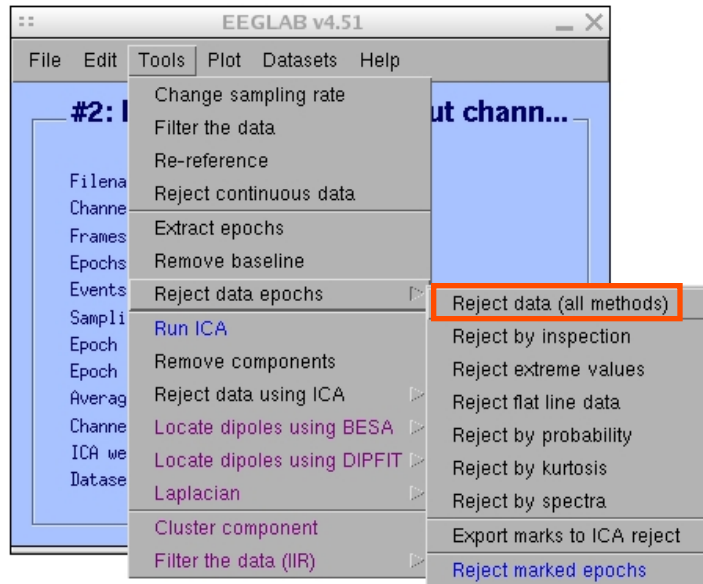 EEGLAB v4.51
File Edit Tools Plot Datasets Help
#2: ut chann...
Filena
Channe
Frames
Epochs
Events
Sampli
Epoch
Epoch
Averag
Channe
ICA we
Datase
Change sampling rate
Filter the data
Re-reference
Reject continuous data
Extract epochs
Remove baseline
Reject data epochs
Run ICA
Remove components
Reject data using ICA
Locate dipoles using BESA
Locate dipoles using DIPFIT
Laplacian
Cluster component
Filter the data (IIR)
Reject data (all methods)
Reject by inspection
Reject extreme values
Reject flat line data
Reject by probability
Reject by kurtosis
Reject by spectra
Export marks to ICA reject
Reject marked epochs